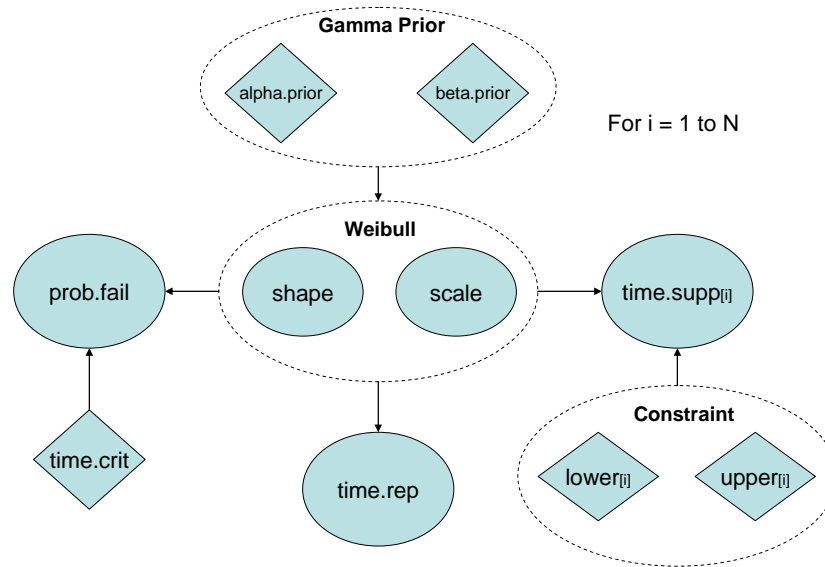 Gamma Prior
alpha.prior
beta.prior
For i = 1 to N
Weibull
prob.fail
shape
scale
time.supp[i]
Constraint
time.crit
time.rep
lower[i]
upper[i]